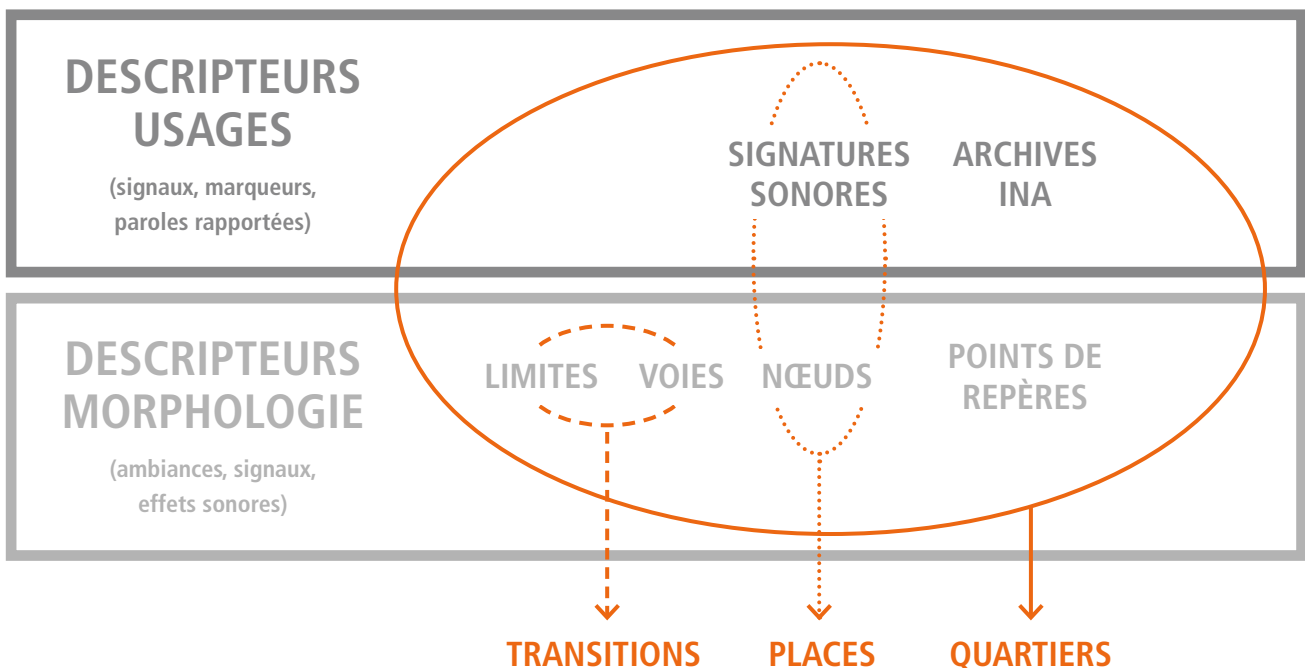 DESCRIPTEURS
USAGES
(signaux, marqueurs,
paroles rapportées)
SIGNATURES
SONORES
ARCHIVES
INA
DESCRIPTEURS
MORPHOLOGIE
(ambiances, signaux,
effets sonores)
LIMITES
VOIES
NŒUDS
POINTS DE
REPÈRES
TRANSITIONS
PLACES
QUARTIERS